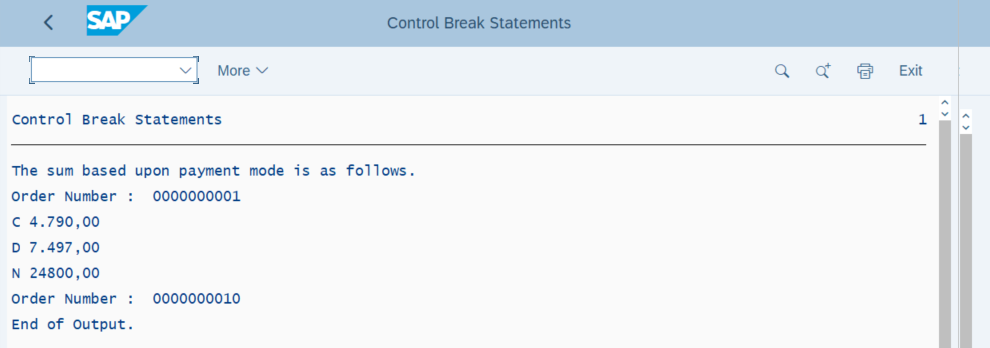 SAP Control Break Statements
More Exit
Control Break Statements 1
The sum based upon payment mode is as follows.
Order Number : 0000000001
C 4.790,00
D 7.497,00
N 24800,00
Order Number : 0000000010
End of Output.